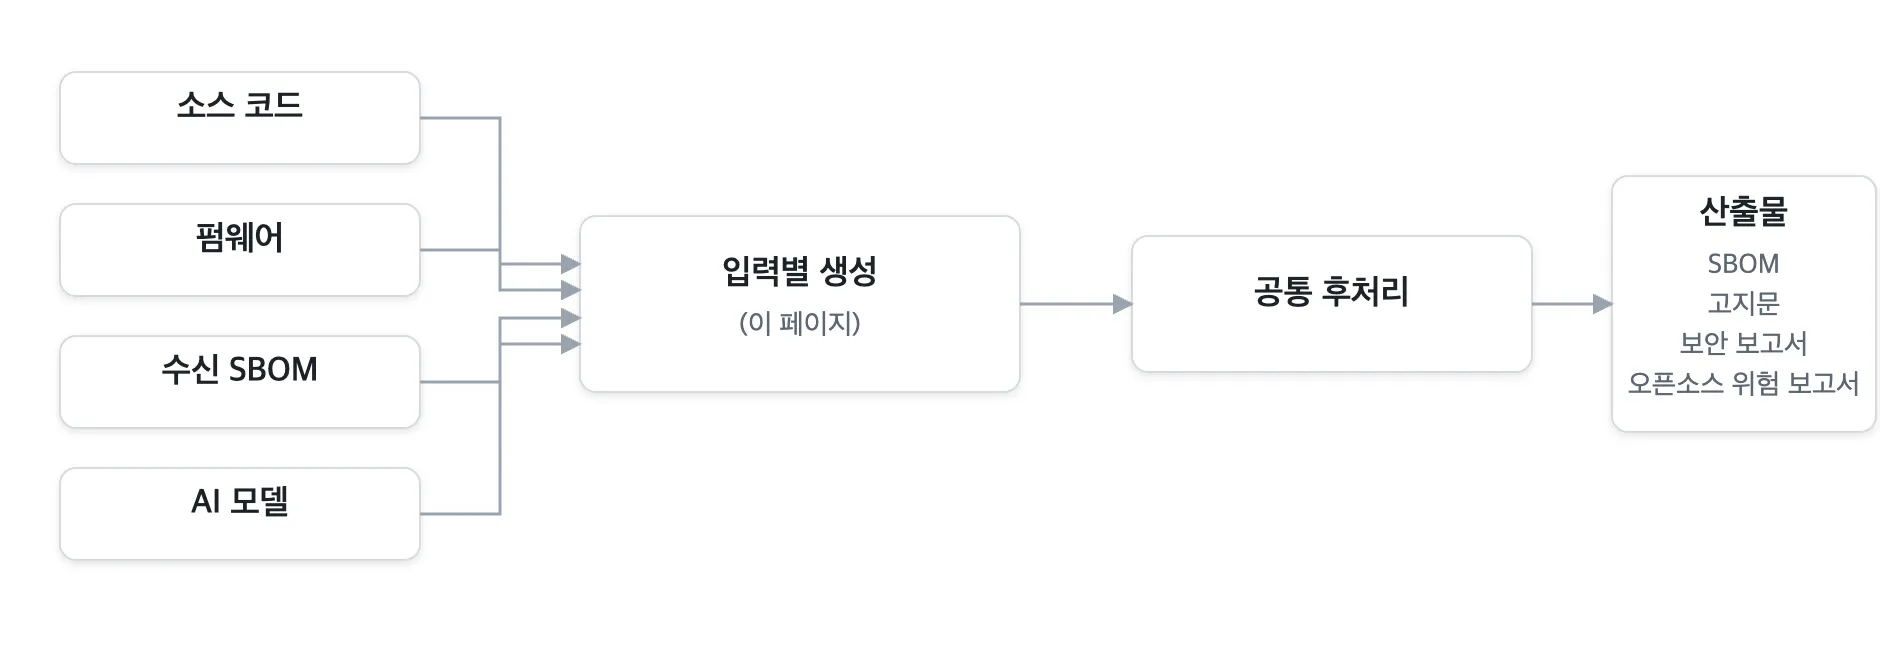 소스 코드
펌웨어
수신 SBOM
AI 모델
입력별 생성
(이 페이지)
공통 후처리
산출물
SBOM
고지문
보안 보고서
오픈소스 위험 보고서